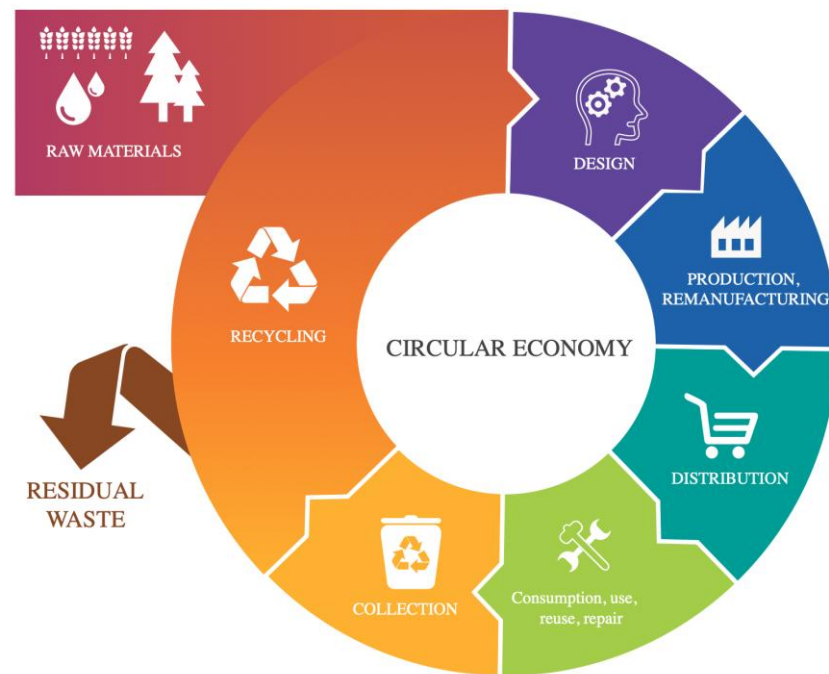 RAW MATERIALS
DESIGN
PRODUCTION,
REMANUFACTURING
RECYCLING
CIRCULAR ECONOMY
DISTRIBUTION
RESIDUAL
WASTE
COLLECTION
Consumption, use,
reuse, repair